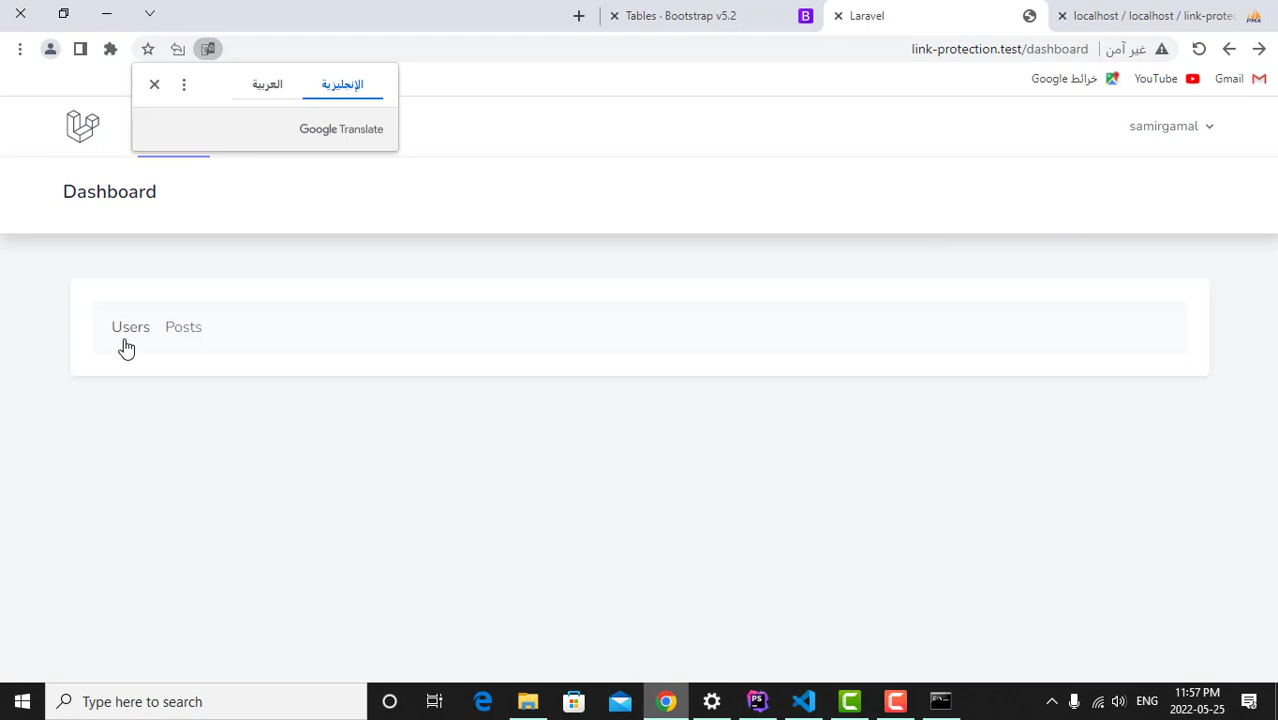 Tables · Bootstrap v5.2
Laravel
localhost / localhost / link-protec
link-protection.test/dashboard
غير آمن
خرائط Google
YouTube
Gmail
العربية
الإنجليزية
Google Translate
samirgamal
Dashboard
Users Posts
Type here to search
ENG
11:57 PM
2022-05-25